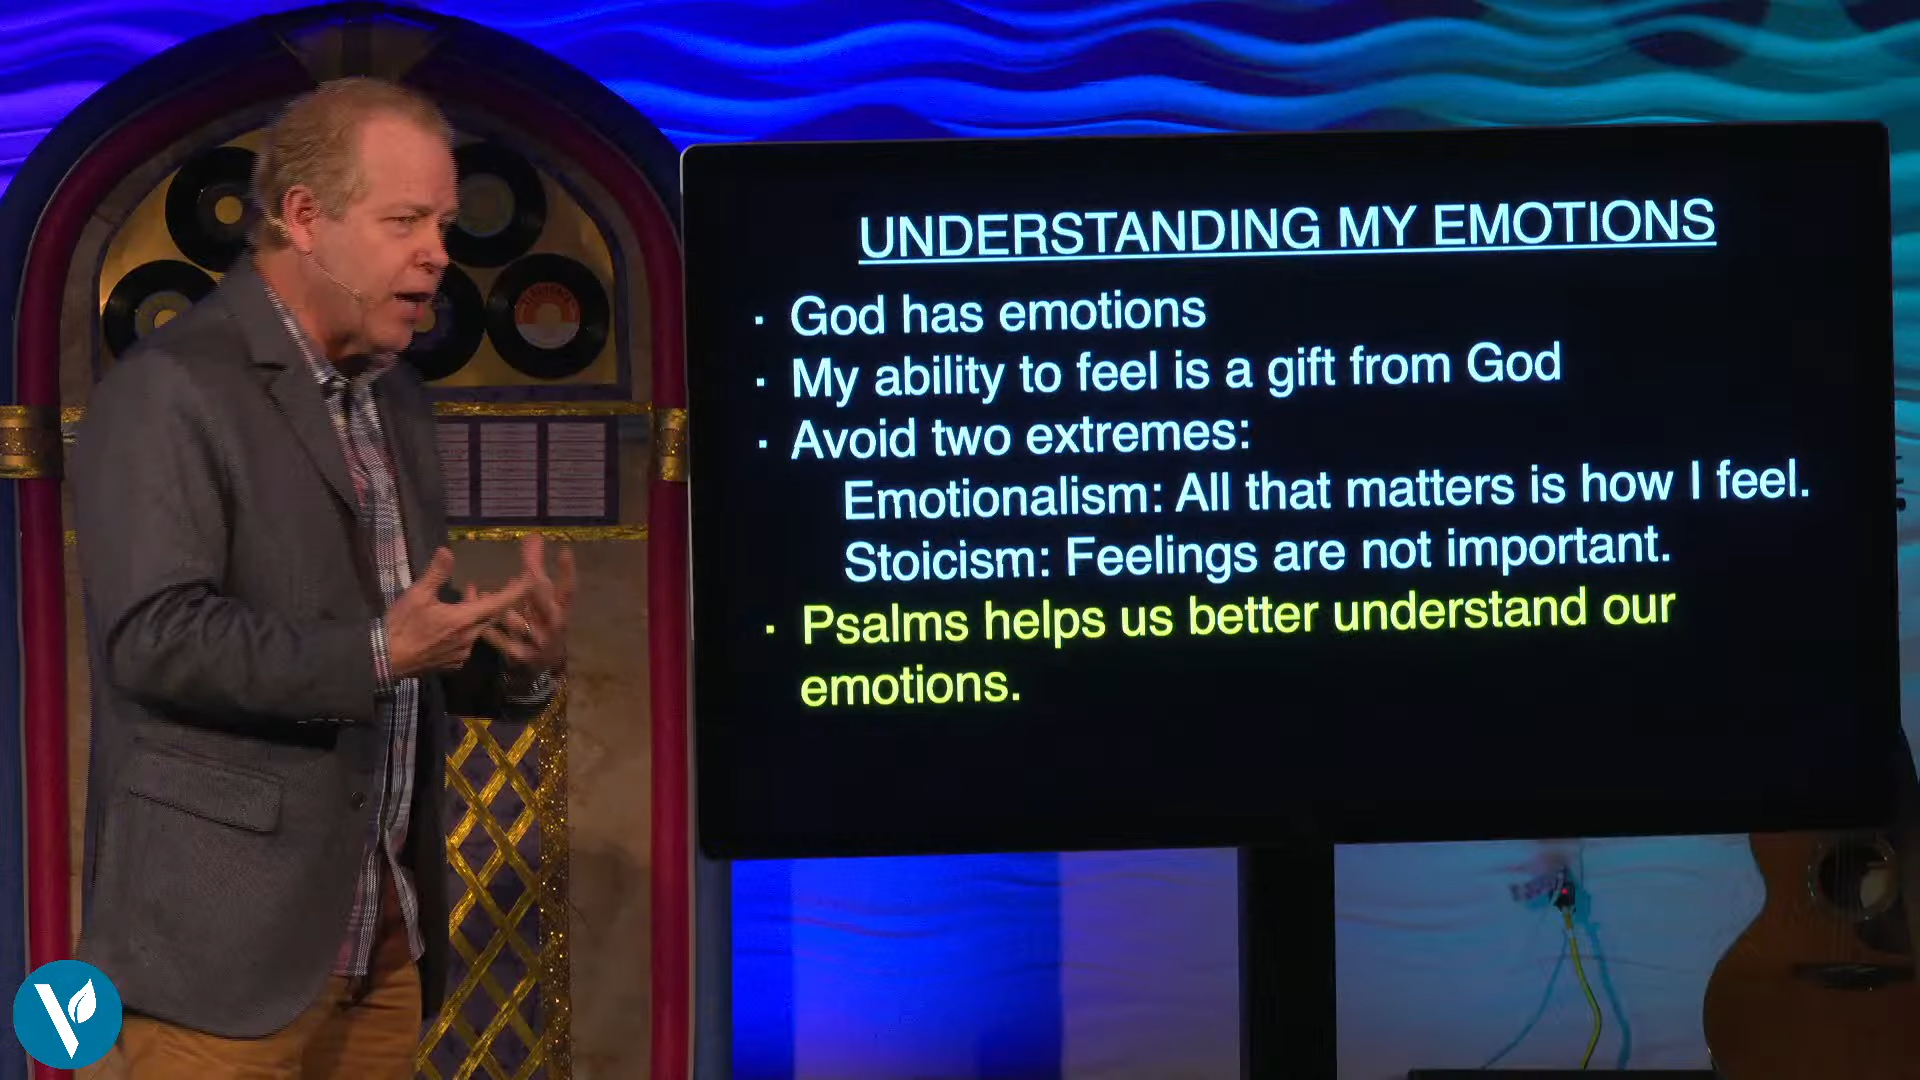 UNDERSTANDING MY EMOTIONS
· God has emotions
· My ability to feel is a gift from God
· Avoid two extremes:
Emotionalism: All that matters is how I feel.
Stoicism: Feelings are not important.
· Psalms helps us better understand our
emotions.